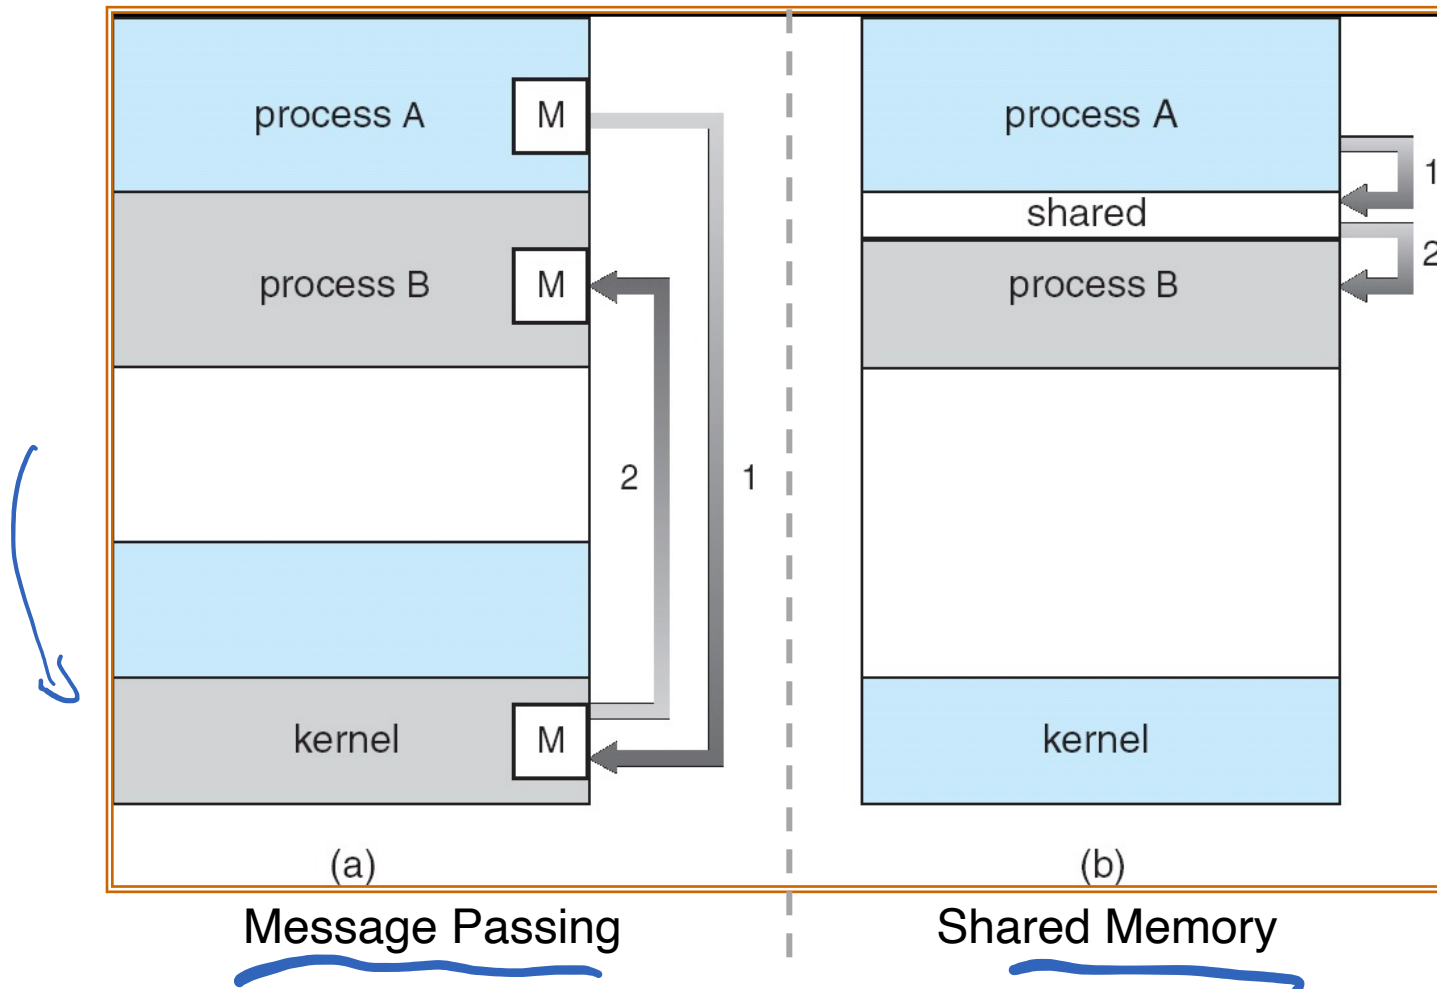 process A
M
process B
M
2
1
kernel
M
(a)
Message Passing
process A
1
shared
2
process B
kernel
(b)
Shared Memory